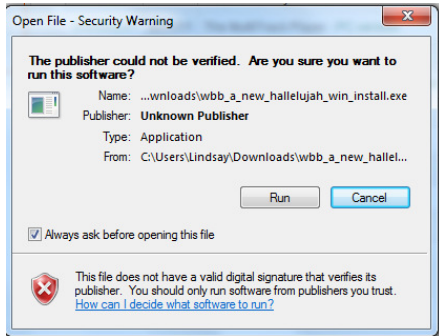 Open File - Security Warning
The publisher could not be verified.  Are you sure you want to
run this software?
Name: ...wnloads\wbb_a_new_hallelujah_win_install.exe
Publisher: Unknown Publisher
Type: Application
From: C:\Users\Lindsay\Downloads\wbb_a_new_hallel...
Run Cancel
Always ask before opening this file
This file does not have a valid digital signature that verifies its
publisher.  You should only run software from publishers you trust.
How can I decide what software to run?